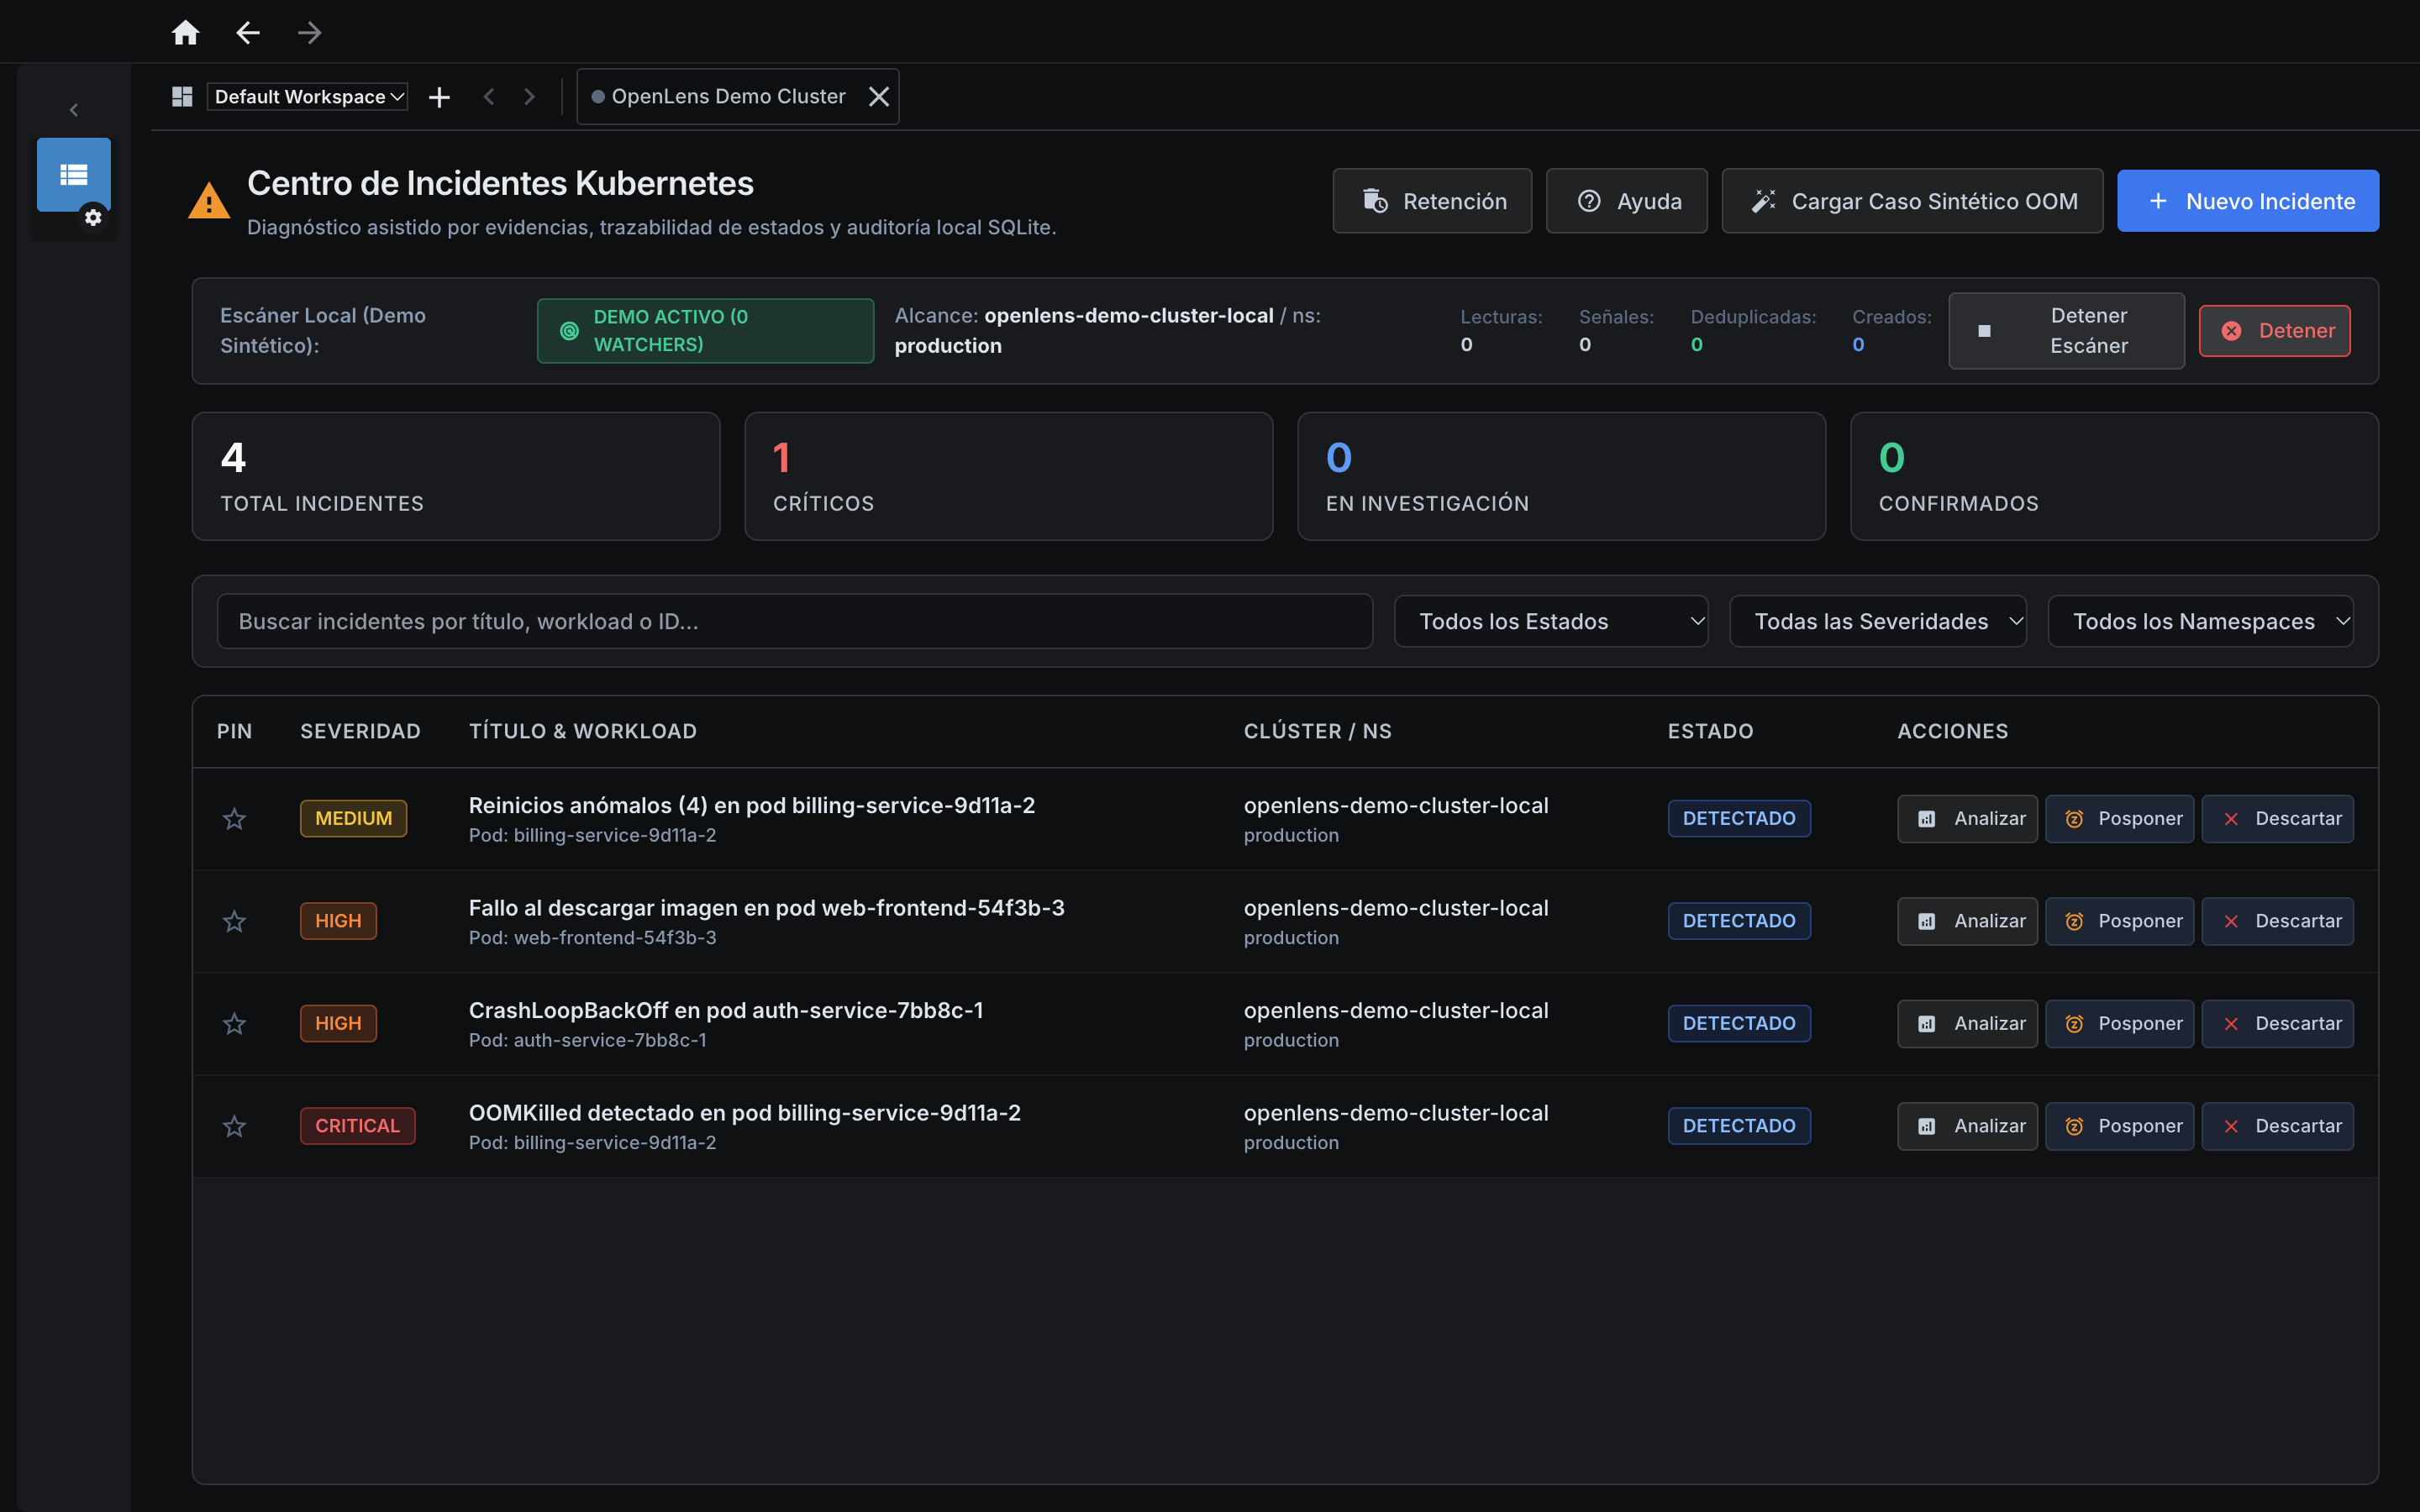 Default Workspace
OpenLens Demo Cluster
Centro de Incidentes Kubernetes
Diagnóstico asistido por evidencias, trazabilidad de estados y auditoría local SQLite.
Retención
Ayuda
Cargar Caso Sintético OOM
Nuevo Incidente
Escáner Local (Demo
Sintético):
DEMO ACTIVO (0
WATCHERS)
Alcance: openlens-demo-cluster-local / ns:
production
Lecturas:
0
Señales:
0
Deduplicadas:
0
Creados:
0
Detener
Escáner
Detener
4
TOTAL INCIDENTES
1
CRÍTICOS
0
EN INVESTIGACIÓN
0
CONFIRMADOS
Buscar incidentes por título, workload o ID...
Todos los Estados
Todas las Severidades
Todos los Namespaces
PIN SEVERIDAD TÍTULO & WORKLOAD CLÚSTER / NS ESTADO ACCIONES
MEDIUM
Reinicios anómalos (4) en pod billing-service-9d11a-2
Pod: billing-service-9d11a-2
openlens-demo-cluster-local
production
DETECTADO
Analizar
Posponer
Descartar
HIGH
Fallo al descargar imagen en pod web-frontend-54f3b-3
Pod: web-frontend-54f3b-3
openlens-demo-cluster-local
production
DETECTADO
Analizar
Posponer
Descartar
HIGH
CrashLoopBackOff en pod auth-service-7bb8c-1
Pod: auth-service-7bb8c-1
openlens-demo-cluster-local
production
DETECTADO
Analizar
Posponer
Descartar
CRITICAL
OOMKilled detectado en pod billing-service-9d11a-2
Pod: billing-service-9d11a-2
openlens-demo-cluster-local
production
DETECTADO
Analizar
Posponer
Descartar